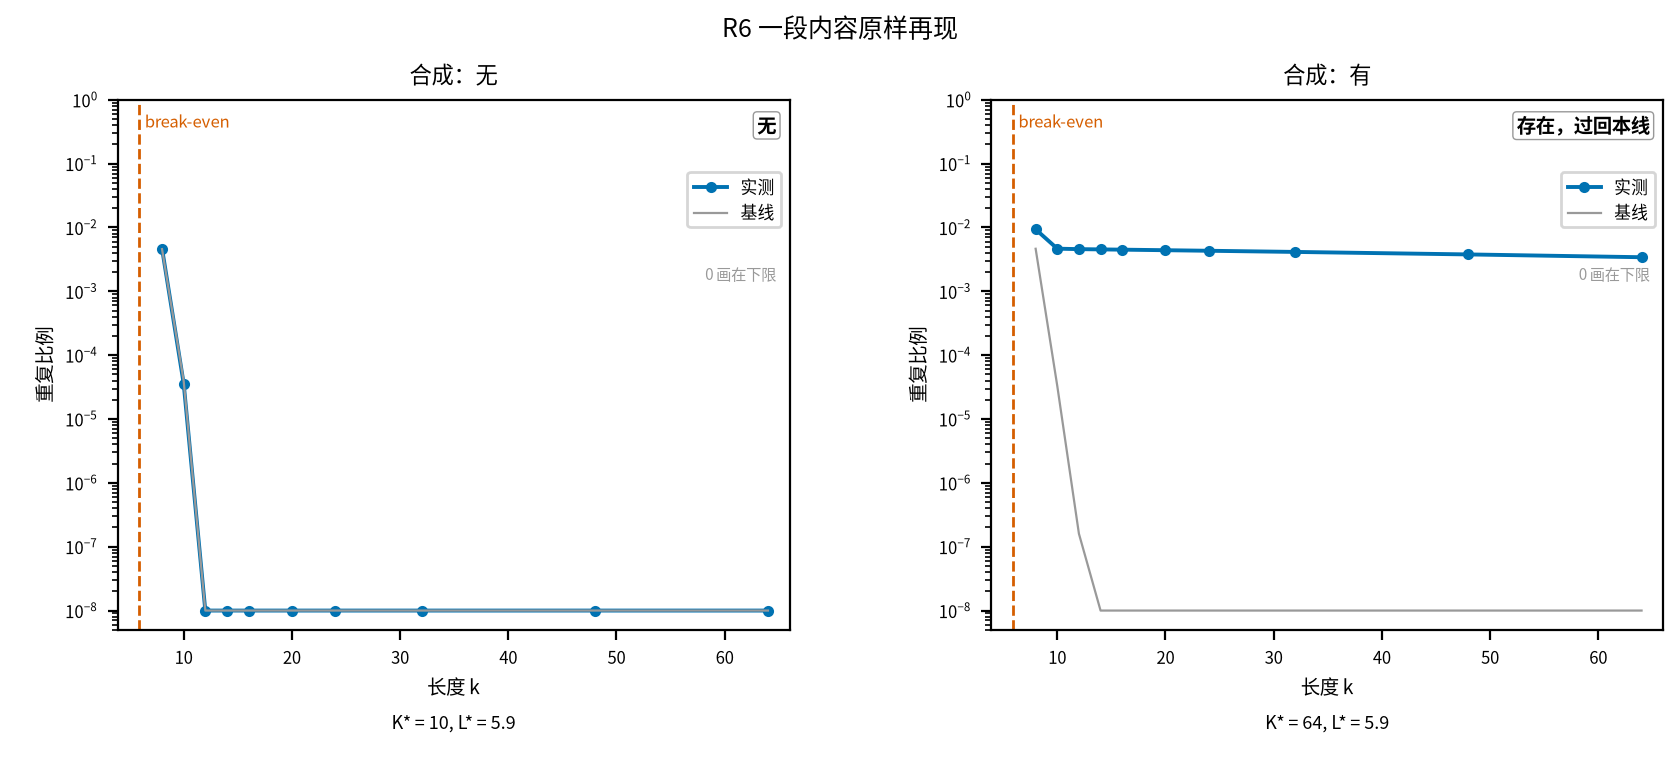 R6 一段内容原样再现
合成：无
10⁰
10⁻¹
10⁻²
10⁻³
10⁻⁴
10⁻⁵
10⁻⁶
10⁻⁷
10⁻⁸
重复比例
break-even
无
实测
基线
0 画在下限
10 20 30 40 50 60
长度 k
K* = 10, L* = 5.9
合成：有
10⁰
10⁻¹
10⁻²
10⁻³
10⁻⁴
10⁻⁵
10⁻⁶
10⁻⁷
10⁻⁸
重复比例
break-even
存在，过回本线
实测
基线
0 画在下限
10 20 30 40 50 60
长度 k
K* = 64, L* = 5.9